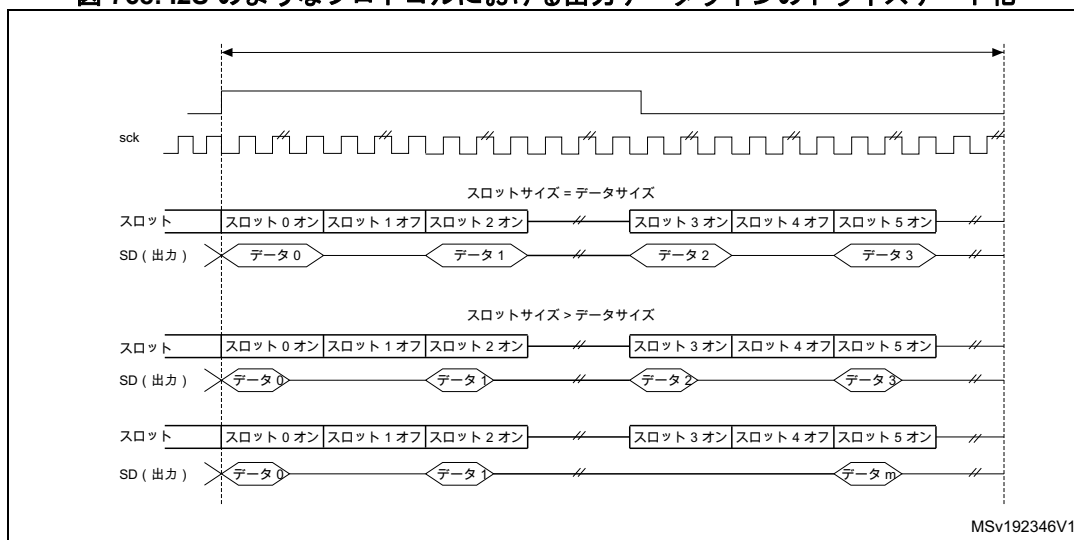 sck
スロットサイズ = データサイズ
スロット スロット 0 オン スロット 1 オフ スロット 2 オン スロット 3 オン スロット 4 オフ スロット 5 オン
SD ( 出力 ) データ 0 データ 1 データ 2 データ 3
スロットサイズ > データサイズ
スロット スロット 0 オン スロット 1 オフ スロット 2 オン スロット 3 オン スロット 4 オフ スロット 5 オン
SD ( 出力 ) データ 0 データ 1 データ 2 データ 3
スロット スロット 0 オン スロット 1 オフ スロット 2 オン スロット 3 オン スロット 4 オフ スロット 5 オン
SD ( 出力 ) データ 0 データ 1 データ m
MSv192346V1